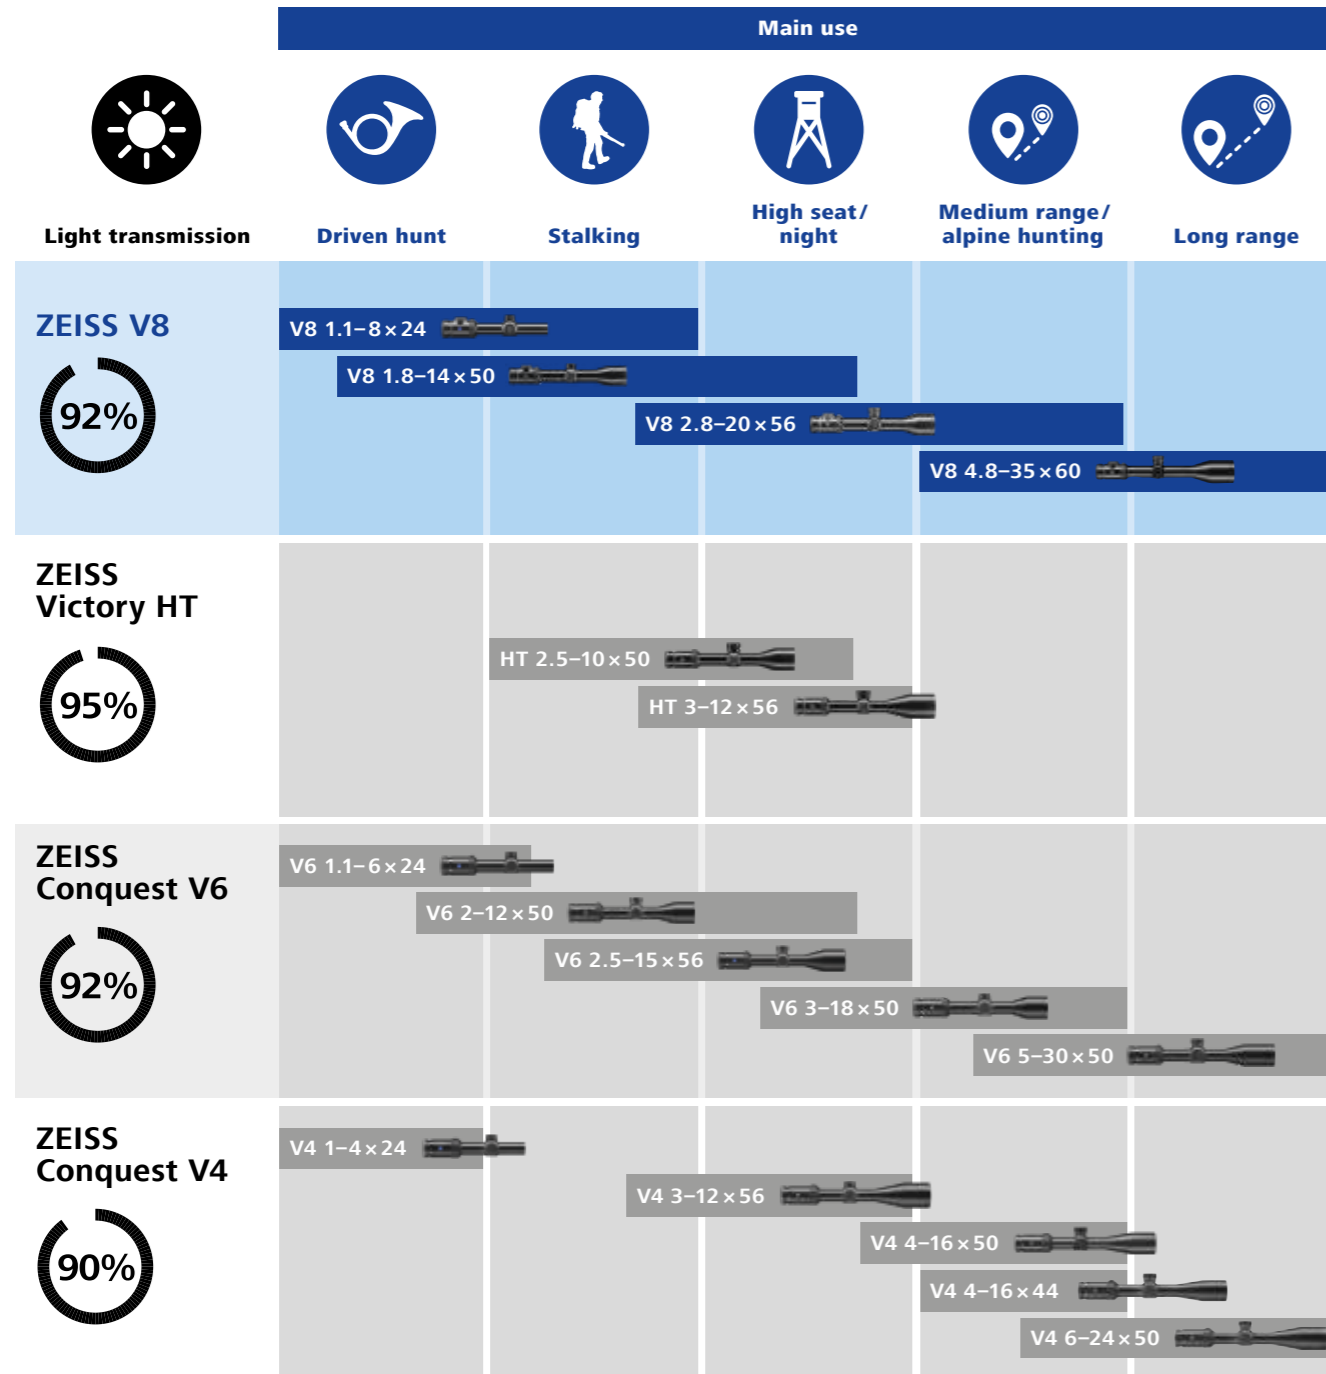 Main use
Light transmission
Driven hunt
Stalking
High seat/
night
Medium range/
alpine hunting
Long range
ZEISS V8
92%
V8 1.1–8×24
V8 1.8–14×50
V8 2.8–20×56
V8 4.8–35×60
ZEISS
Victory HT
95%
HT 2.5–10×50
HT 3–12×56
ZEISS
Conquest V6
92%
V6 1.1–6×24
V6 2–12×50
V6 2.5–15×56
V6 3–18×50
V6 5–30×50
ZEISS
Conquest V4
90%
V4 1–4×24
V4 3–12×56
V4 4–16×50
V4 4–16×44
V4 6–24×50